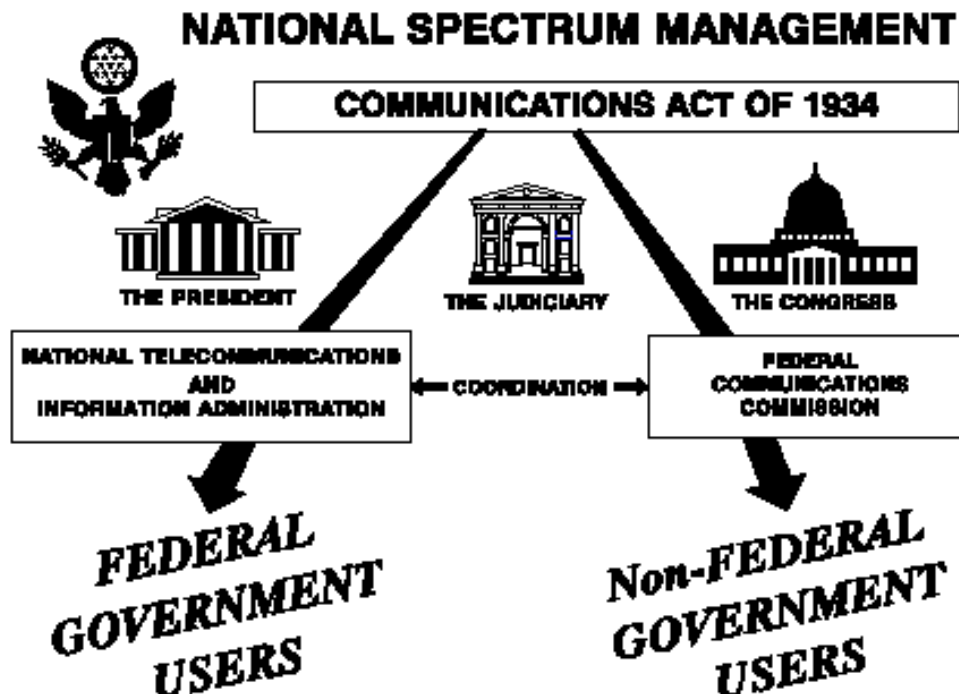 NATIONAL SPECTRUM MANAGEMENT
COMMUNICATIONS ACT OF 1934
THE PRESIDENT
THE JUDICIARY
THE CONGRESS
NATIONAL TELECOMMUNICATIONS
AND
INFORMATION ADMINISTRATION
COORDINATION
FEDERAL
COMMUNICATIONS
COMMISSION
FEDERAL
GOVERNMENT
USERS
Non-FEDERAL
GOVERNMENT
USERS